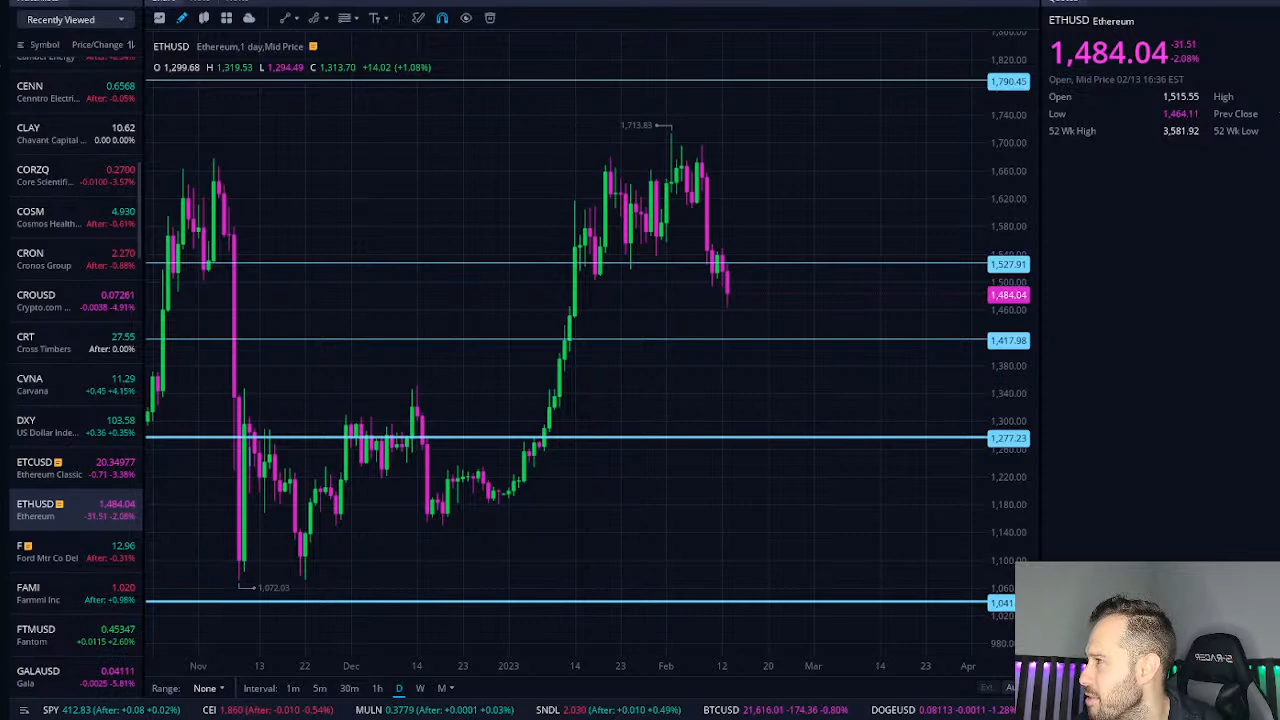 Recently Viewed
Symbol Price/Change
CENN 0.6568
Cenntro Electri... After: -0.05%
CLAY 10.62
Chavant Capital ... 0.00 0.00%
CORZQ 0.2700
Core Scientifi... -0.0100 -3.57%
COSM 4.930
Cosmos Health... After: -0.61%
CRON 2.270
Cronos Group After: -0.88%
CROUSD 0.07261
Crypto.com ... -0.0038 -4.91%
CRT 27.55
Cross Timbers After: 0.00%
CVNA 11.29
Carvana +0.45 +4.15%
DXY 103.58
US Dollar Inde... +0.36 +0.35%
ETCUSD 20.34977
Ethereum Classic -0.71 -3.38%
ETHUSD 1,484.04
Ethereum -31.51 -2.08%
F 12.96
Ford Mtr Co Del After: -0.31%
FAMI 1.020
Farmmi Inc After: +0.98%
FTMUSD 0.45347
Fantom +0.0115 +2.60%
GALAUSD 0.04111
Gala -0.0025 -5.81%
ETHUSD Ethereum,1 day,Mid Price
O 1,299.68 H 1,319.53 L 1,294.49 C 1,313.70 +14.02 (+1.08%)
1,713.83
1,072.03
1,820.00
1,790.45
1,740.00
1,700.00
1,660.00
1,620.00
1,580.00
1,527.91
1,500.00
1,484.04
1,460.00
1,417.98
1,380.00
1,340.00
1,300.00
1,277.23
1,260.00
1,220.00
1,180.00
1,140.00
1,100.00
Nov 13 22 Dec 14 23 2023 14 23 Feb 12 20 Mar 14 23 Apr
Range: None Interval: 1m 5m 30m 1h D W M
Ext.
ETHUSD Ethereum
1,484.04 -31.51
-2.08%
Open, Mid Price 02/13 16:36 EST
Open 1,515.55 High
Low 1,464.11 Prev Close
52 Wk High 3,581.92 52 Wk Low
S-RACER
SPY 412.83 (After: +0.08 +0.02%) CEI 1.860 (After: -0.010 -0.54%) MULN 0.3779 (After: +0.0001 +0.03%) SNDL 2.030 (After: +0.010 +0.49%) BTCUSD 21,616.01 -174.36 -0.80% DOGEUSD 0.08113 -0.0011 -1.28%